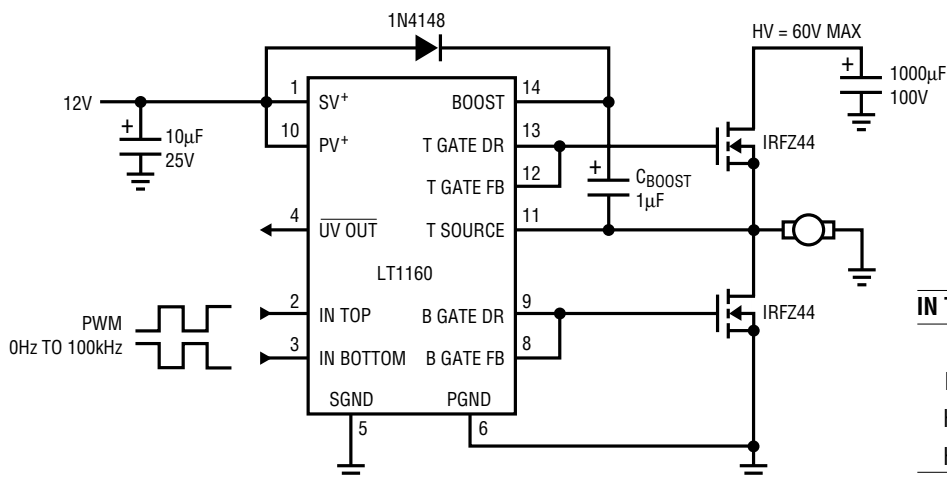 1N4148
HV = 60V MAX
+
1000μF
100V
12V
+
10μF
25V
1
SV+
10
PV+
4
UV OUT
2
IN TOP
3
IN BOTTOM
PWM
0Hz TO 100kHz
LT1160
SGND
5
PGND
6
BOOST
14
T GATE DR
13
T GATE FB
12
T SOURCE
11
B GATE DR
9
B GATE FB
8
+
CBOOST
1μF
IRFZ44
IRFZ44
IN